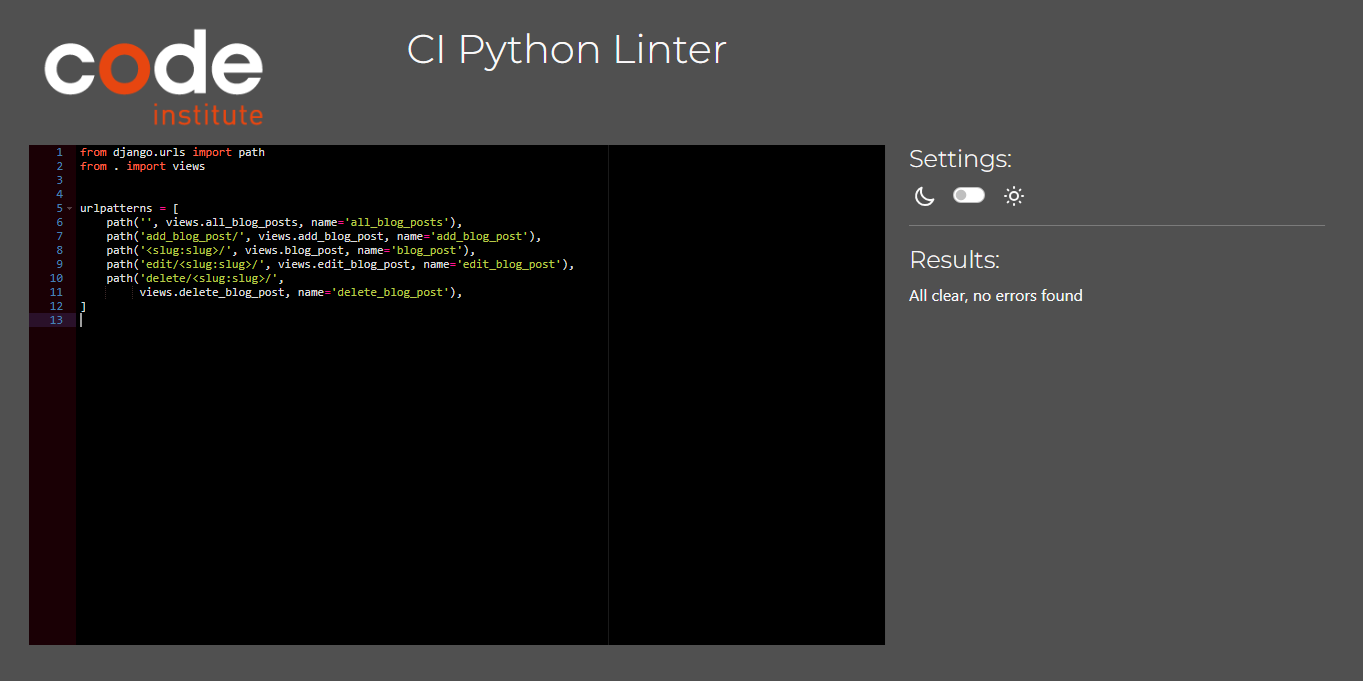 code
institute
CI Python Linter
1 from django.urls import path
2 from . import views
3
4
5 urlpatterns = [
6     path('', views.all_blog_posts, name='all_blog_posts'),
7     path('add_blog_post/', views.add_blog_post, name='add_blog_post'),
8     path('<slug:slug>/', views.blog_post, name='blog_post'),
9     path('edit/<slug:slug>/', views.edit_blog_post, name='edit_blog_post'),
10     path('delete/<slug:slug>/',
11          views.delete_blog_post, name='delete_blog_post'),
12 ]
13
Settings:
Results:
All clear, no errors found